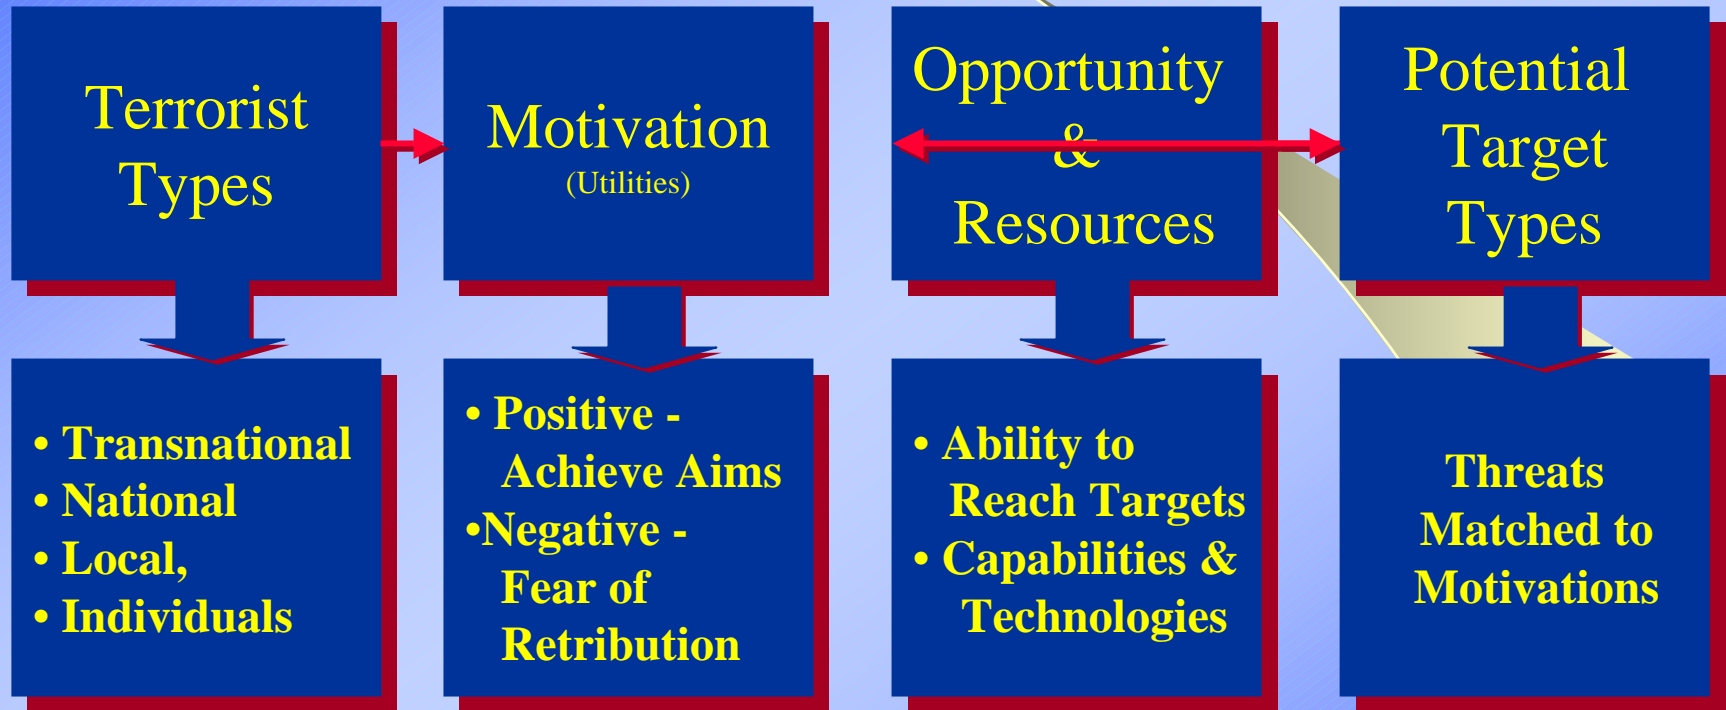 Terrorist
Types
Motivation
(Utilities)
Opportunity
&
Resources
Potential
Target
Types
• Transnational
• National
• Local,
• Individuals
• Positive -
Achieve Aims
•Negative -
Fear of
Retribution
• Ability to
Reach Targets
• Capabilities &
Technologies
Threats
Matched to
Motivations